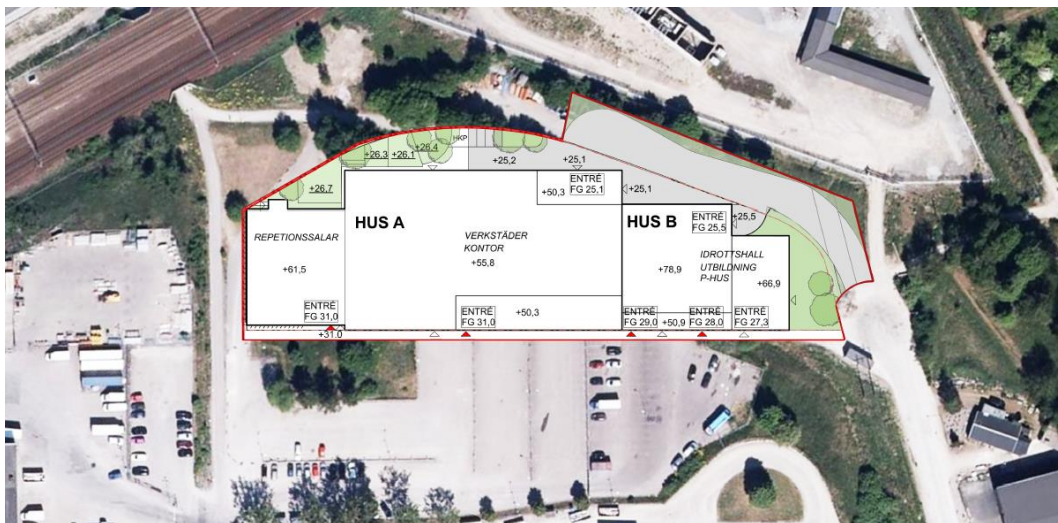 HKP
+26,4
+26,3
+26,1
+25,2
+25,1
+26,7
ENTRÉ
FG 25,1
+50,3
+25,1
HUS A
HUS B
ENTRÉ
FG 25,5
+25,5
REPETIONSSALAR
VERKSTÄDER
KONTOR
+55,8
IDROTTSHALL
UTBILDNING
P-HUS
+61,5
+78,9
+66,9
ENTRÉ
FG 31,0
ENTRÉ
FG 31,0
+50,3
ENTRÉ
FG 29,0
+50,9
ENTRÉ
FG 28,0
ENTRÉ
FG 27,3
+31,0